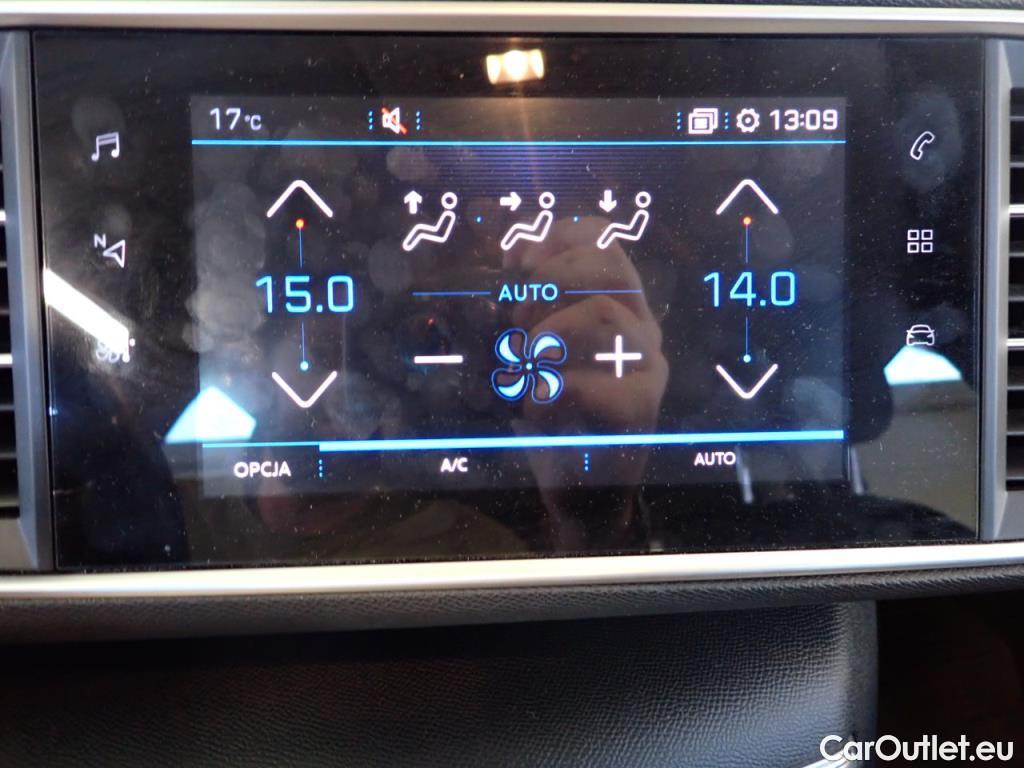 17°C 13:09
N
15.0 AUTO 14.0
OPCJA A/C AUTO
CarOutlet.eu